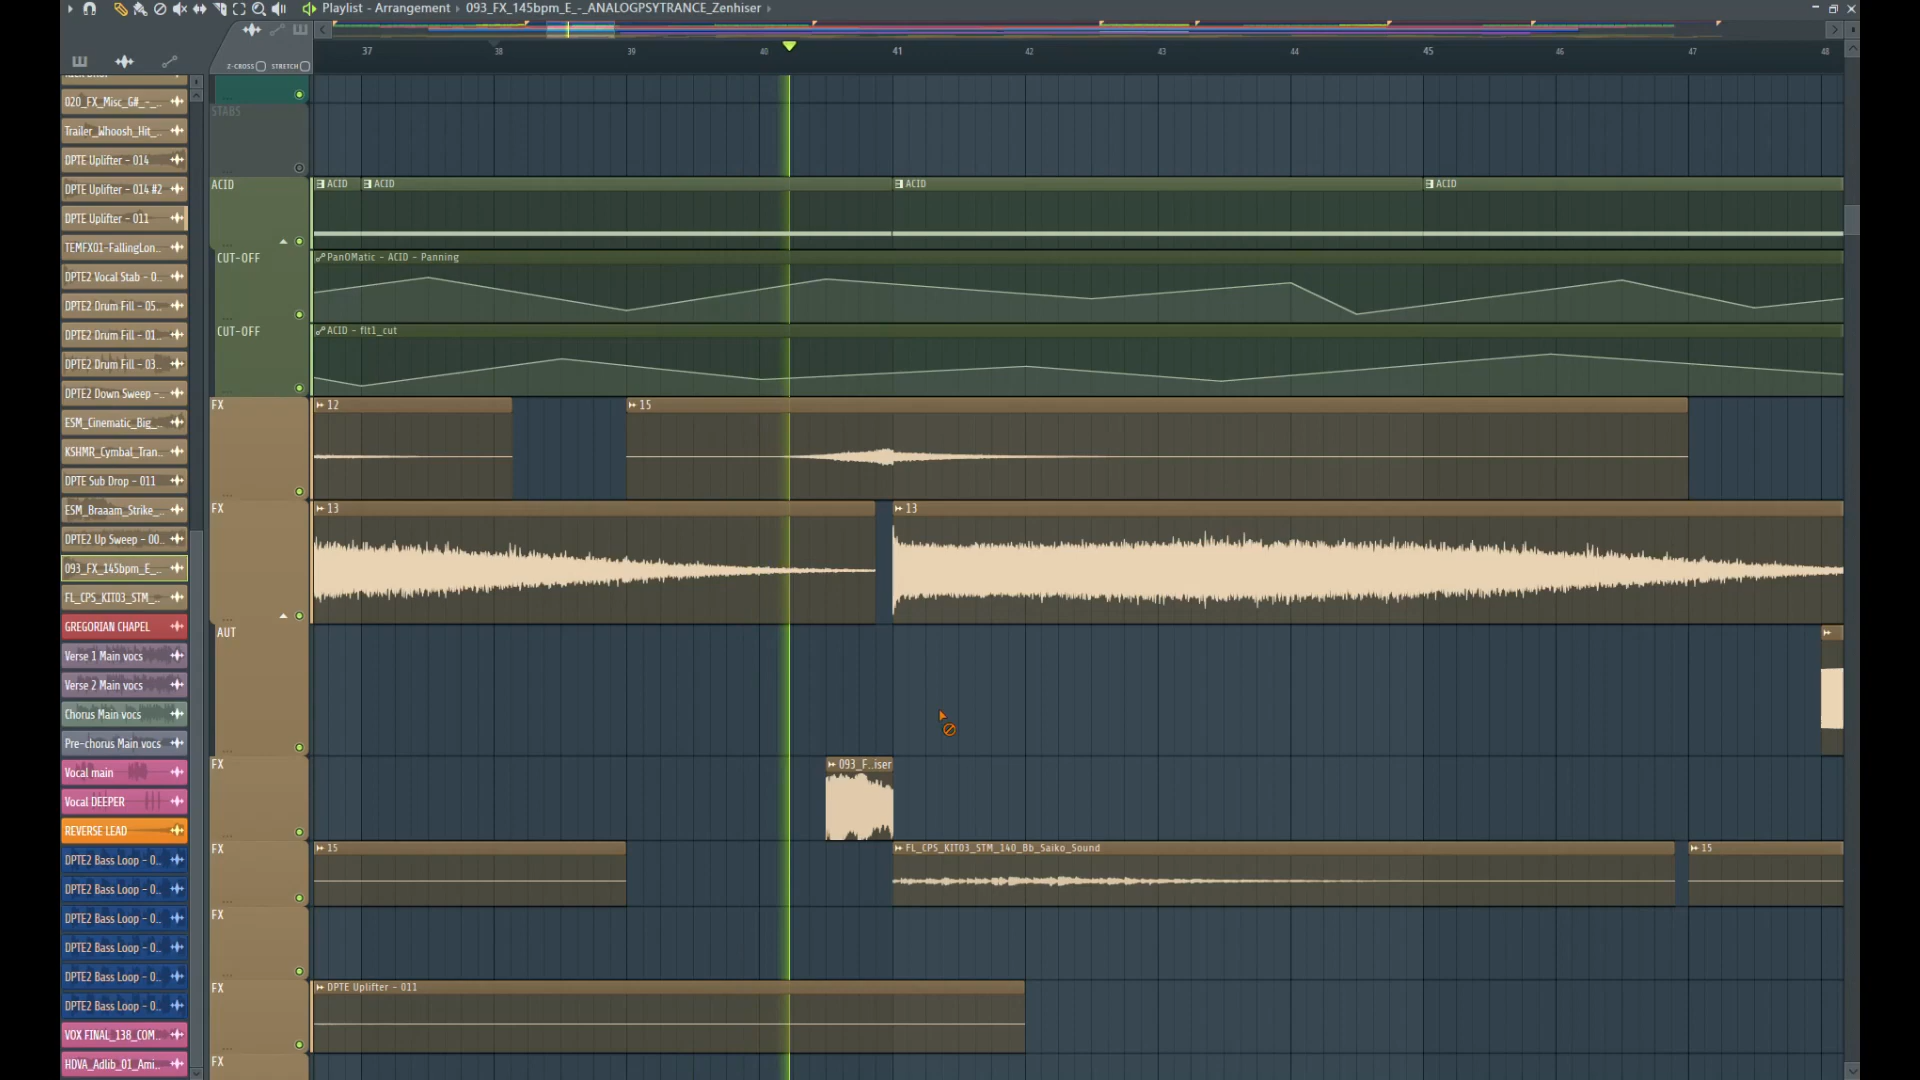 Playlist - Arrangement › 093_FX_145bpm_E_-_ANALOGPSYTRANCE_Zenhiser ›
Z-CROSS STRETCH
37 38 39 40 41 42 43 44 45 46 47 48
020_FX_Misc_G#_-_...
Trailer_Whoosh_Hit_..
DPTE Uplifter - 014
DPTE Uplifter - 014 #2
DPTE Uplifter - 011
TEMFX01-FallingLon..
DPTE2 Vocal Stab - 0..
DPTE2 Drum Fill - 05..
DPTE2 Drum Fill - 01..
DPTE2 Drum Fill - 03..
DPTE2 Down Sweep -..
ESM_Cinematic_Big_..
KSHMR_Cymbal_Tran..
DPTE Sub Drop - 011
ESM_Braaam_Strike_..
DPTE2 Up Sweep - 00..
093_FX_145bpm_E_..
FL_CPS_KIT03_STM_..
GREGORIAN CHAPEL
Verse 1 Main vocs
Verse 2 Main vocs
Chorus Main vocs
Pre-chorus Main vocs
Vocal main
Vocal DEEPER
REVERSE LEAD
DPTE2 Bass Loop - 0..
DPTE2 Bass Loop - 0..
DPTE2 Bass Loop - 0..
DPTE2 Bass Loop - 0..
DPTE2 Bass Loop - 0..
DPTE2 Bass Loop - 0..
VOX FINAL_138_COM..
HDVA_Adlib_01_Ami..
STABS
ACID
ACID ACID ACID ACID
CUT-OFF
PanOMatic - ACID - Panning
CUT-OFF
ACID - flt1_cut
FX
12 15
FX
13 13
AUT
FX
093_F..iser
FX
15 FL_CPS_KIT03_STM_140_Bb_Saiko_Sound 15
FX
FX
DPTE Uplifter - 011
FX